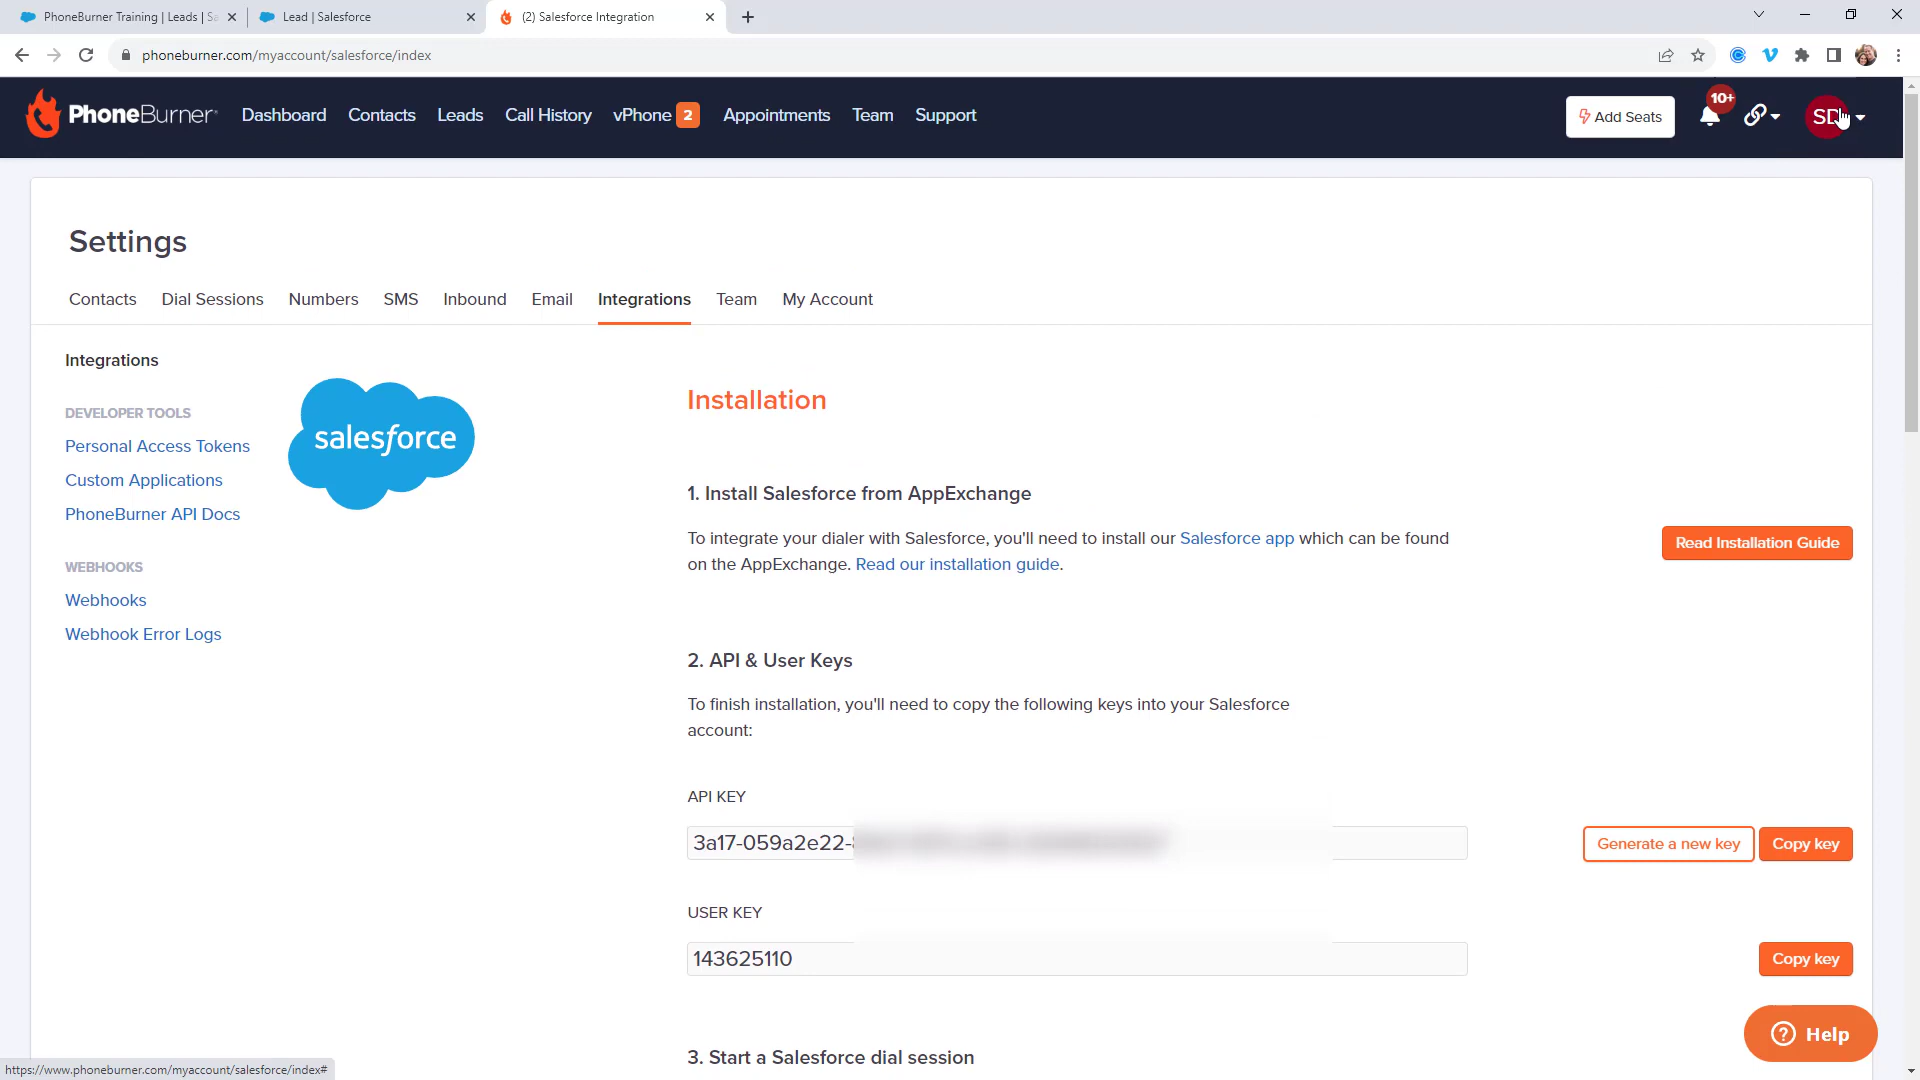 PhoneBurner Training | Leads | Sa
Lead | Salesforce
(2) Salesforce Integration
phoneburner.com/myaccount/salesforce/index
PhoneBurner
Dashboard
Contacts
Leads
Call History
vPhone 2
Appointments
Team
Support
Add Seats
10+
SD
Settings
Contacts
Dial Sessions
Numbers
SMS
Inbound
Email
Integrations
Team
My Account
Integrations
DEVELOPER TOOLS
Personal Access Tokens
Custom Applications
PhoneBurner API Docs
WEBHOOKS
Webhooks
Webhook Error Logs
salesforce
Installation
1. Install Salesforce from AppExchange
To integrate your dialer with Salesforce, you'll need to install our Salesforce app which can be found
on the AppExchange. Read our installation guide.
Read Installation Guide
2. API & User Keys
To finish installation, you'll need to copy the following keys into your Salesforce
account:
API KEY
3a17-059a2e22-
Generate a new key
Copy key
USER KEY
143625110
Copy key
3. Start a Salesforce dial session
Help
https://www.phoneburner.com/myaccount/salesforce/index#